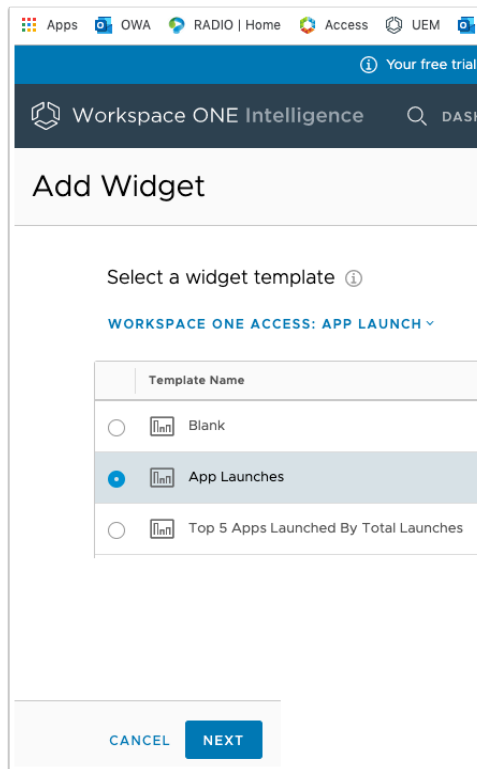 Apps OWA RADIO | Home Access UEM
Your free trial
Workspace ONE Intelligence
Add Widget
Select a widget template
WORKSPACE ONE ACCESS: APP LAUNCH
Template Name
Blank
App Launches
Top 5 Apps Launched By Total Launches
CANCEL NEXT